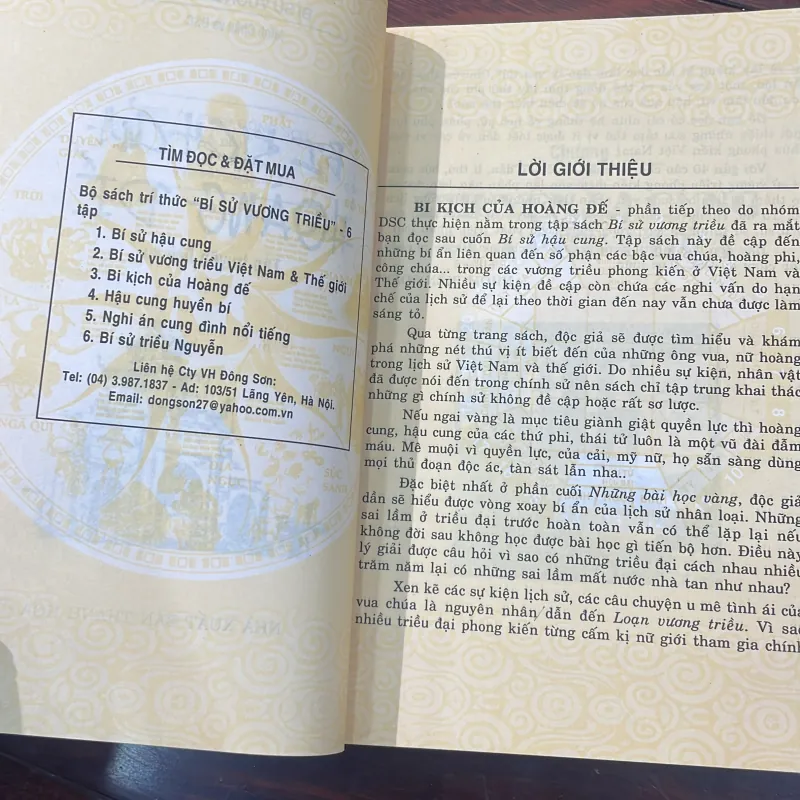 TÌM ĐỌC & ĐẶT MUA
Bộ sách trí thức "BÍ SỬ VƯƠNG TRIỀU" - 6
tập
1. Bí sử hậu cung
2. Bí sử vương triều Việt Nam & Thế giới
3. Bi kịch của Hoàng đế
4. Hậu cung huyền bí
5. Nghi án cung đình nổi tiếng
6. Bí sử triều Nguyễn
Liên hệ Cty VH Đông Sơn:
Tel: (04) 3.987.1837 - Ad: 103/51 Lãng Yên, Hà Nội.
Email: dongson27@yahoo.com.vn
LỜI GIỚI THIỆU
BI KỊCH CỦA HOÀNG ĐẾ - phần tiếp theo do nhóm
DSC thực hiện nằm trong tập sách Bí sử vương triều đã ra mắt
bạn đọc sau cuốn Bí sử hậu cung. Tập sách này đề cập đến
những bí ẩn liên quan đến số phận các bậc vua chúa, hoàng phi,
công chúa... trong các vương triều phong kiến ở Việt Nam và
Thế giới. Nhiều sự kiện đề cập còn chứa các nghi vấn do hạn
chế của lịch sử để lại theo thời gian đến nay vẫn chưa được làm
sáng tỏ.
Qua từng trang sách, độc giả sẽ được tìm hiểu và khám
phá những nét thú vị ít biết đến của những ông vua, nữ hoàng
trong lịch sử Việt Nam và thế giới. Do nhiều sự kiện, nhân vật
đã được nói đến trong chính sử nên sách chỉ tập trung khai thác
những gì chính sử không đề cập hoặc rất sơ lược.
Nếu ngai vàng là mục tiêu giành giật quyền lực thì hoàng
cung, hậu cung của các thứ phi, thái tử luôn là một vũ đài đẫm
máu. Mê muội vì quyền lực, của cải, mỹ nữ, họ sẵn sàng dùng
mọi thủ đoạn độc ác, tàn sát lẫn nha..
Đặc biệt nhất ở phần cuối Những bài học vàng, độc giả
dần sẽ hiểu được vòng xoay bí ẩn của lịch sử nhân loại. Những
sai lầm ở triều đại trước hoàn toàn vẫn có thể lặp lại nếu
không đời sau không học được bài học gì tiến bộ hơn. Điều này
lý giải được câu hỏi vì sao có những triều đại cách nhau nhiều
trăm năm lại có những sai lầm mất nước nhà tan như nhau?
Xen kẽ các sự kiện lịch sử, các câu chuyện u mê tình ái của
vua chúa là nguyên nhân dẫn đến Loạn vương triều. Vì sao
nhiều triều đại phong kiến từng cấm kị nữ giới tham gia chính